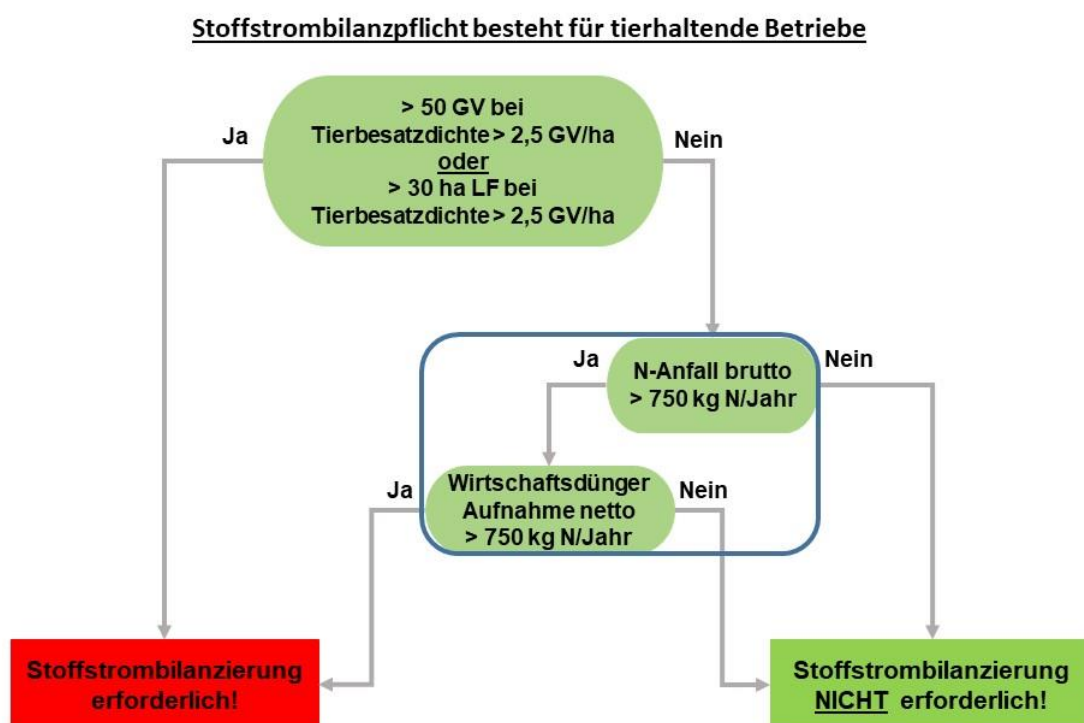 Stoffstrombilanzpflicht besteht für tierhaltende Betriebe
> 50 GV bei
Tierbesatzdichte > 2,5 GV/ha
oder
> 30 ha LF bei
Tierbesatzdichte > 2,5 GV/ha
Ja
Nein
N-Anfall brutto
> 750 kg N/Jahr
Ja
Nein
Wirtschaftsdünger
Aufnahme netto
> 750 kg N/Jahr
Ja
Nein
Stoffstrombilanzierung
erforderlich!
Stoffstrombilanzierung
NICHT erforderlich!